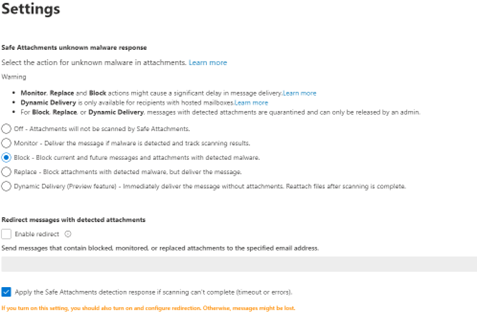 Settings
Safe Attachments unknown malware response
Select the action for unknown malware in attachments. Learn more
Warning
• Monitor, Replace and Block actions might cause a significant delay in message delivery.Learn more
• Dynamic Delivery is only available for recipients with hosted mailboxes.Learn more
• For Block, Replace, or Dynamic Delivery, messages with detected attachments are quarantined and can only be released by an admin.
Off - Attachments will not be scanned by Safe Attachments.
Monitor - Deliver the message if malware is detected and track scanning results.
Block - Block current and future messages and attachments with detected malware.
Replace - Block attachments with detected malware, but deliver the message.
Dynamic Delivery (Preview feature) - Immediately deliver the message without attachments. Reattach files after scanning is complete.
Redirect messages with detected attachments
Enable redirect
Send messages that contain blocked, monitored, or replaced attachments to the specified email address.
Apply the Safe Attachments detection response if scanning can't complete (timeout or errors).
If you turn on this setting, you should also turn on and configure redirection. Otherwise, messages might be lost.